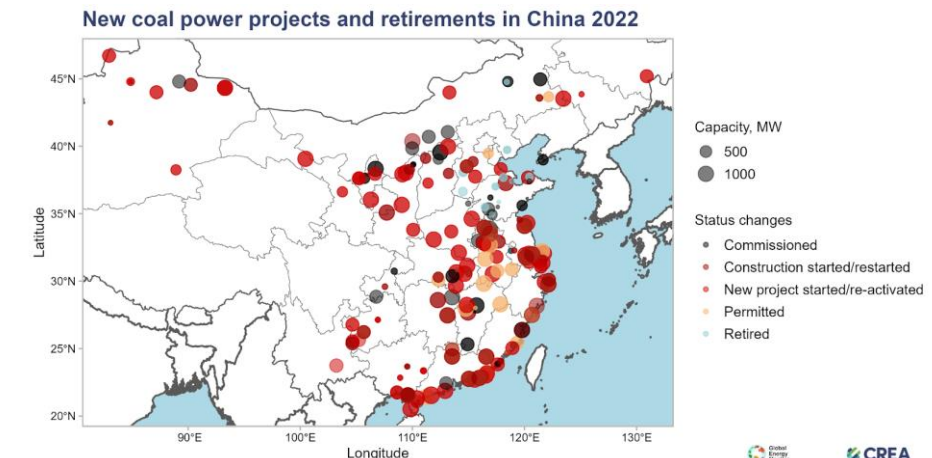 New coal power projects and retirements in China 2022
45°N
40°N
35°N
30°N
25°N
20°N
Latitude
90°E
100°E
110°E
120°E
130°E
Longitude
Capacity, MW
500
1000
Status changes
Commissioned
Construction started/restarted
New project started/re-activated
Permitted
Retired
Global
Energy
CREA